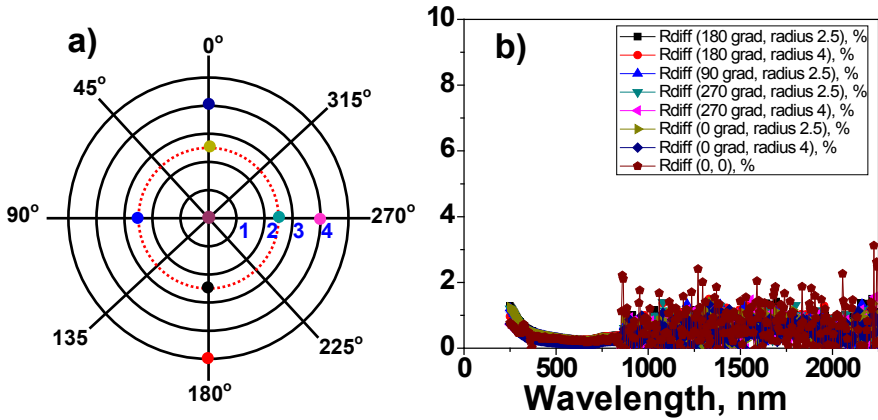 a)
0°
45°
315°
90°
1 2 3 4
270°
135
225°
180°
b)
10
8
6
4
2
0
Rdiff (180 grad, radius 2.5), %
Rdiff (180 grad, radius 4), %
Rdiff (90 grad, radius 2.5), %
Rdiff (270 grad, radius 2.5), %
Rdiff (270 grad, radius 4), %
Rdiff (0 grad, radius 2.5), %
Rdiff (0 grad, radius 4), %
Rdiff (0, 0), %
0 500 1000 1500 2000
Wavelength, nm